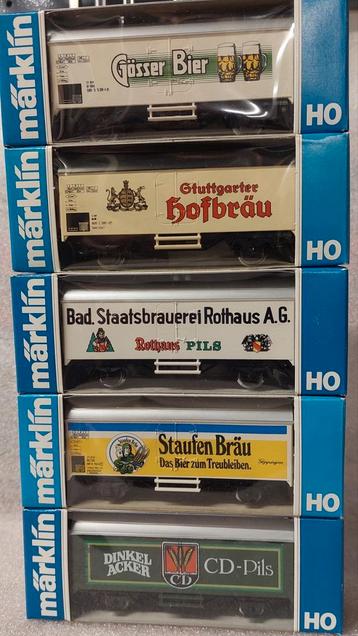 märklin
Gösser Bier
HO
märklin
Stuttgarter
Hofbräu
HO
märklin
Bad. Staatsbrauerei Rothaus A.G.
Rothaus PILS
HO
märklin
Staufen Bräu
Das Bier zum Treubleiben.
Göppingen
HO
märklin
DINKEL
ACKER
CD
CD-Pils
HO